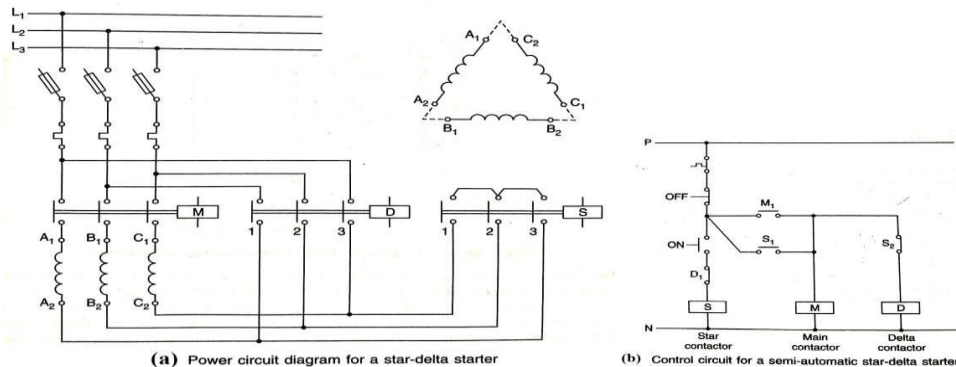 L1
L2
L3
A1 C2
A2 C1
B1 B2
M D S
1 2 3 1 2 3
A1 B1 C1
A2 B2 C2
(a) Power circuit diagram for a star-delta starter
P
OFF M1
ON S1 S2
D1
S M D
N
Star contactor
Main contactor
Delta contactor
(b) Control circuit for a semi-automatic star-delta starter